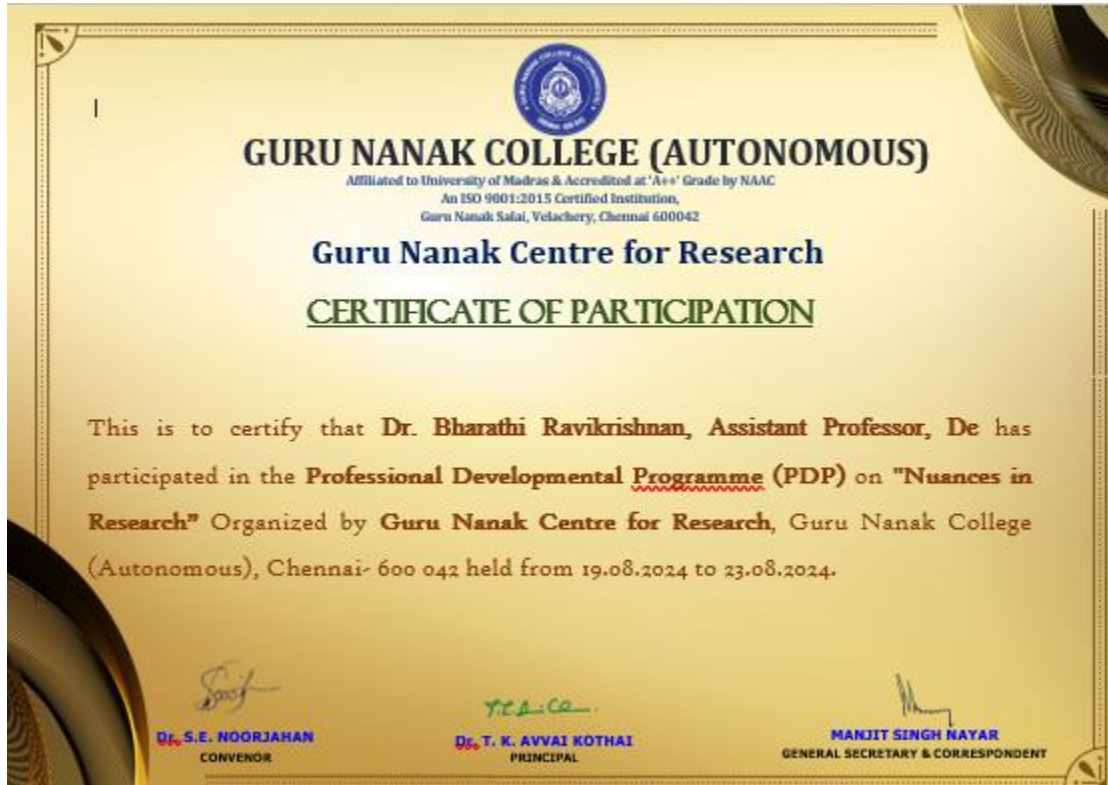 GURU NANAK COLLEGE (AUTONOMOUS)
Affiliated to University of Madras & Accredited at 'A++' Grade by NAAC
An ISO 9001:2015 Certified Institution,
Guru Nanak Salai, Velachery, Chennai 600042
Guru Nanak Centre for Research
CERTIFICATE OF PARTICIPATION
This is to certify that Dr. Bharathi Ravikrishnan, Assistant Professor, De has
participated in the Professional Developmental Programme (PDP) on "Nuances in
Research" Organized by Guru Nanak Centre for Research, Guru Nanak College
(Autonomous), Chennai- 600 042 held from 19.08.2024 to 23.08.2024.
Dr. S.E. NOORJAHAN
CONVENOR
Dr. T. K. AVVAI KOTHAI
PRINCIPAL
MANJIT SINGH NAYAR
GENERAL SECRETARY & CORRESPONDENT